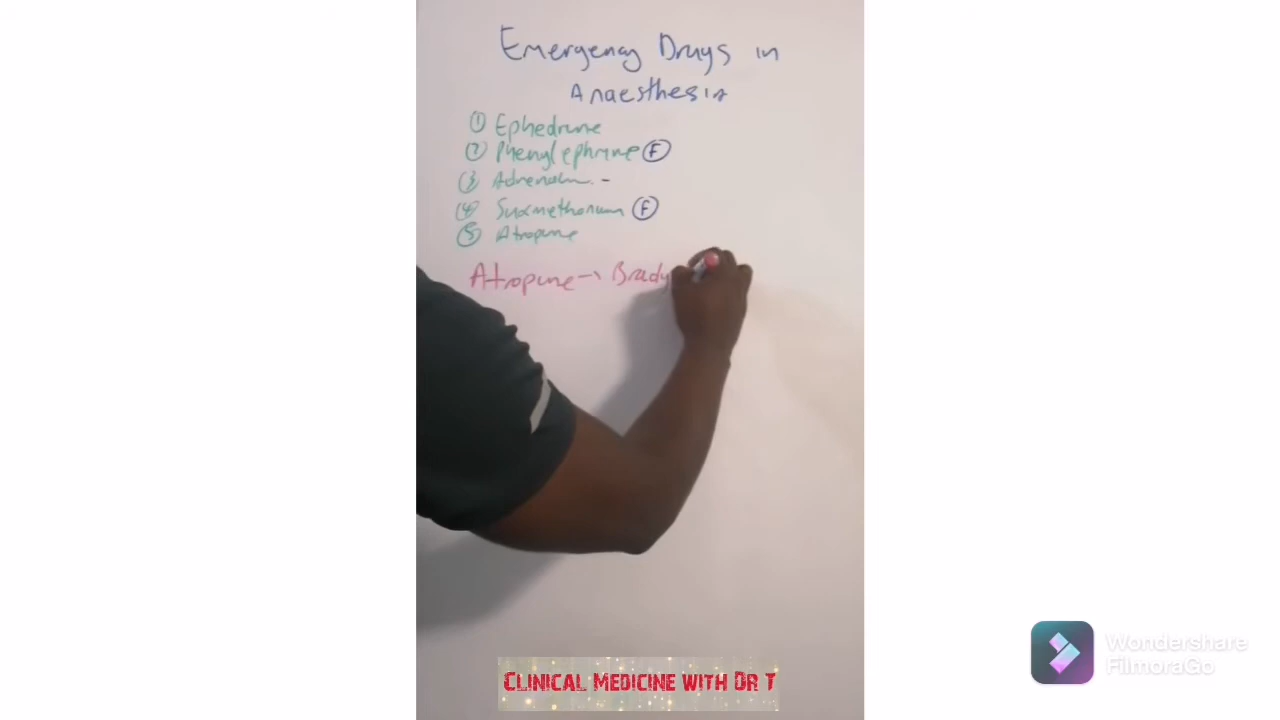 Emergency Drugs in
Anaesthesia
① Ephedrine
② Phenylephrine Ⓕ
③ Adrenalin. -
④ Suxmethonium Ⓕ
⑤ Atropine
Atropine → Brady
CLINICAL MEDICINE WITH DR T
Wondershare
FilmoraGo